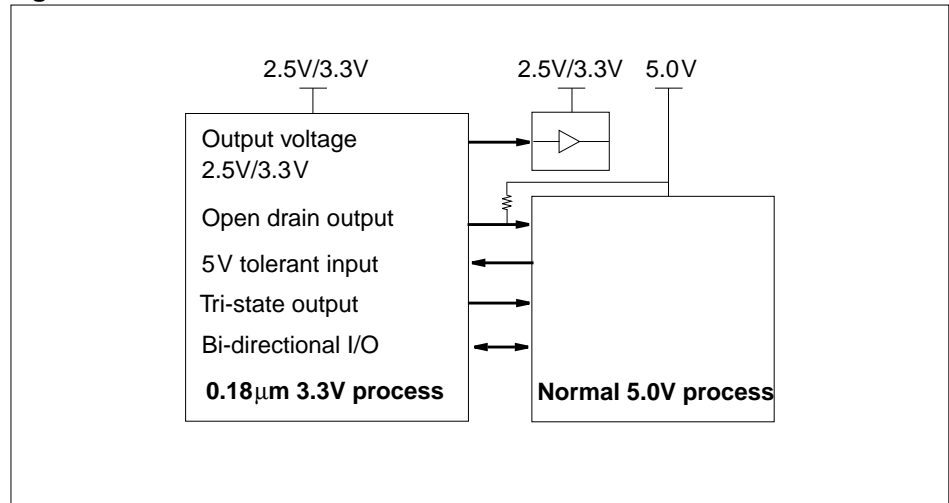 2.5V/3.3V
2.5V/3.3V 5.0V
Output voltage
2.5V/3.3V
Open drain output
5V tolerant input
Tri-state output
Bi-directional I/O
0.18μm 3.3V process
Normal 5.0V process